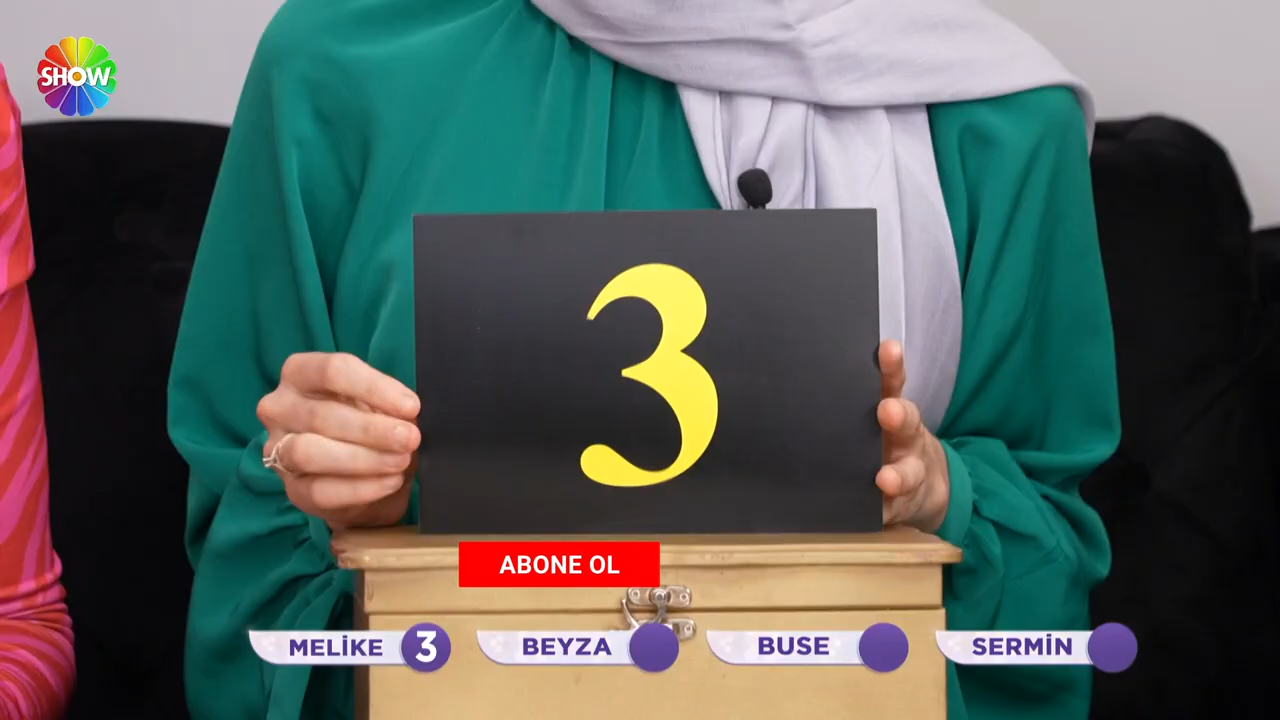 SHOW
3
ABONE OL
MELİKE 3
BEYZA
BUSE
SERMİN